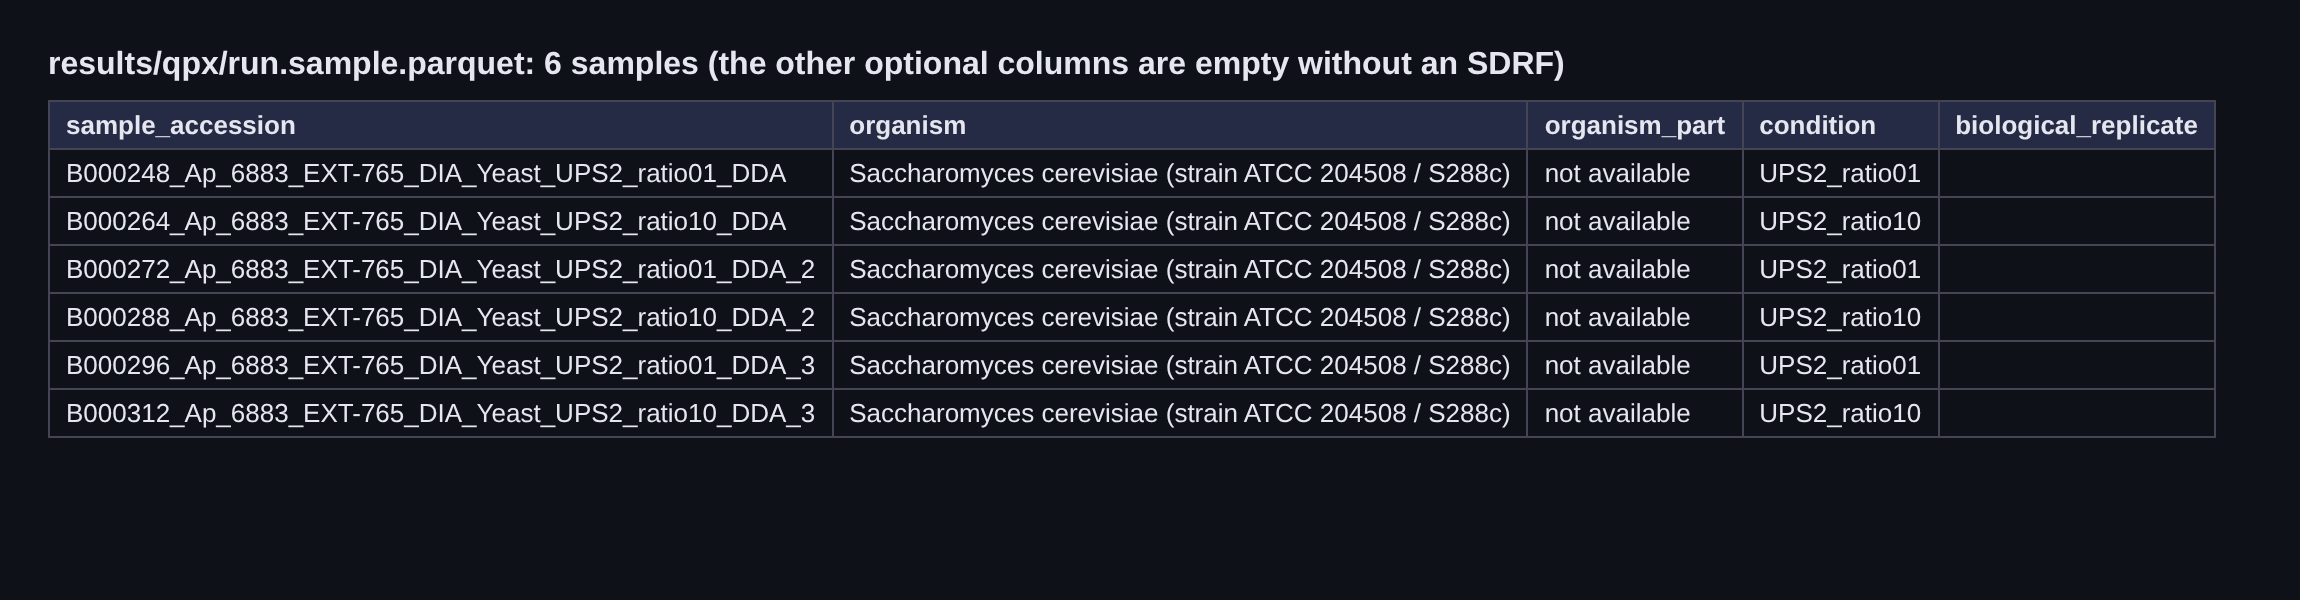 results/qpx/run.sample.parquet: 6 samples (the other optional columns are empty without an SDRF)
sample_accession organism organism_part condition biological_replicate
B000248_Ap_6883_EXT-765_DIA_Yeast_UPS2_ratio01_DDA Saccharomyces cerevisiae (strain ATCC 204508 / S288c) not available UPS2_ratio01
B000264_Ap_6883_EXT-765_DIA_Yeast_UPS2_ratio10_DDA Saccharomyces cerevisiae (strain ATCC 204508 / S288c) not available UPS2_ratio10
B000272_Ap_6883_EXT-765_DIA_Yeast_UPS2_ratio01_DDA_2 Saccharomyces cerevisiae (strain ATCC 204508 / S288c) not available UPS2_ratio01
B000288_Ap_6883_EXT-765_DIA_Yeast_UPS2_ratio10_DDA_2 Saccharomyces cerevisiae (strain ATCC 204508 / S288c) not available UPS2_ratio10
B000296_Ap_6883_EXT-765_DIA_Yeast_UPS2_ratio01_DDA_3 Saccharomyces cerevisiae (strain ATCC 204508 / S288c) not available UPS2_ratio01
B000312_Ap_6883_EXT-765_DIA_Yeast_UPS2_ratio10_DDA_3 Saccharomyces cerevisiae (strain ATCC 204508 / S288c) not available UPS2_ratio10